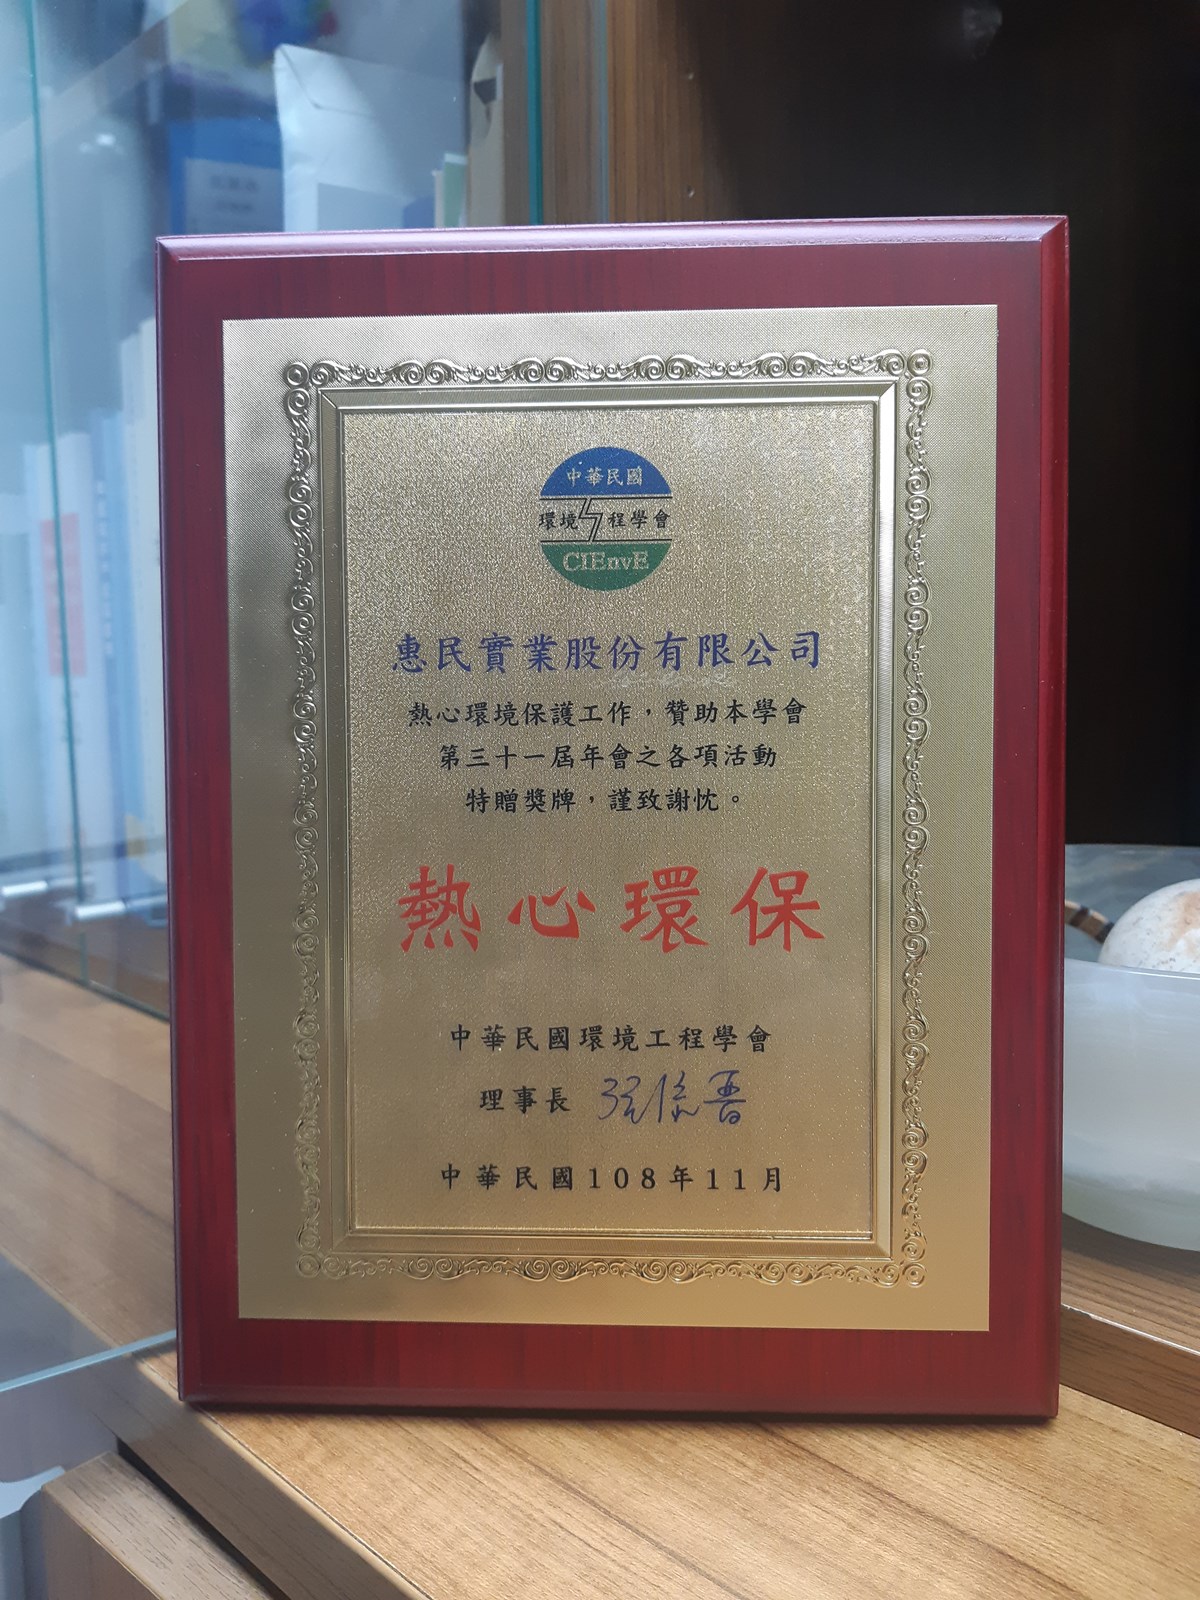 中華民國
環境工程學會
CIEnvE
惠民實業股份有限公司
熱心環境保護工作，贊助本學會
第三十一屆年會之各項活動
特贈獎牌，謹致謝忱。
熱心環保
中華民國環境工程學會
理事長
中華民國108年11月